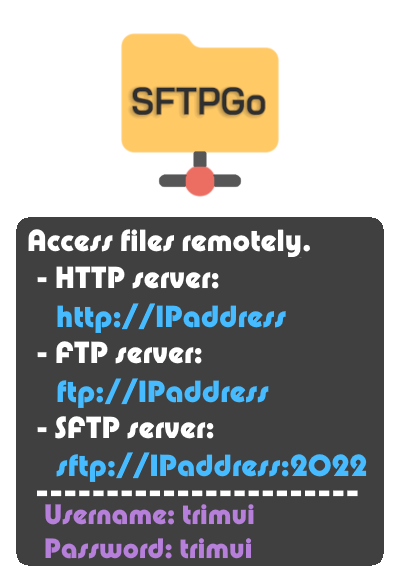 SFTPGo
Access files remotely.
- HTTP server:
http://IPaddress
- FTP server:
ftp://IPaddress
- SFTP server:
sftp://IPaddress:2022
----------------------
Username: trimui
Password: trimui